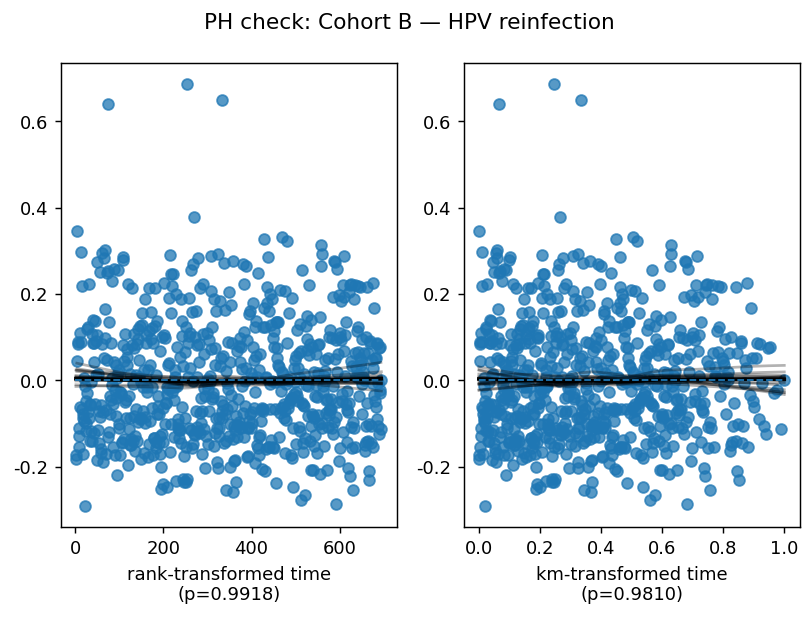 PH check: Cohort B — HPV reinfection
0.6
0.4
0.2
0.0
-0.2
0 200 400 600
rank-transformed time
(p=0.9918)
0.6
0.4
0.2
0.0
-0.2
0.0 0.2 0.4 0.6 0.8 1.0
km-transformed time
(p=0.9810)